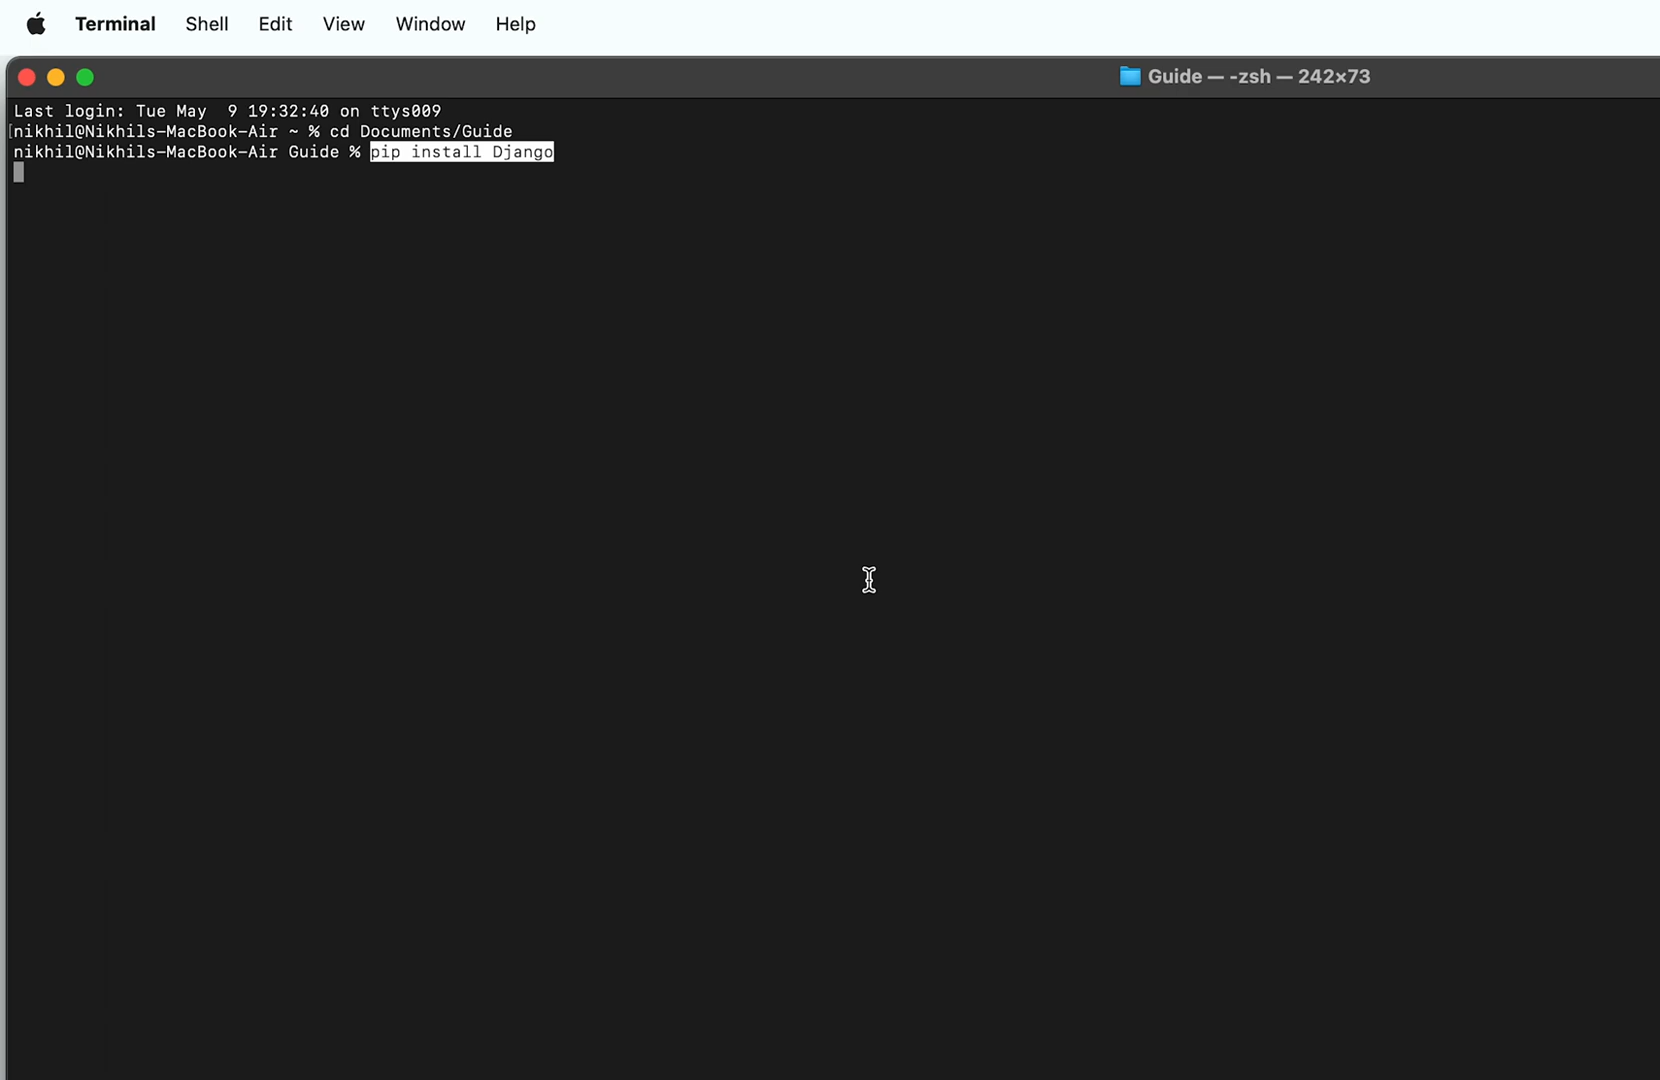 Terminal Shell Edit View Window Help
Guide — -zsh — 242×73
Last login: Tue May  9 19:32:40 on ttys009
[nikhil@Nikhils-MacBook-Air ~ % cd Documents/Guide
nikhil@Nikhils-MacBook-Air Guide % pip install Django